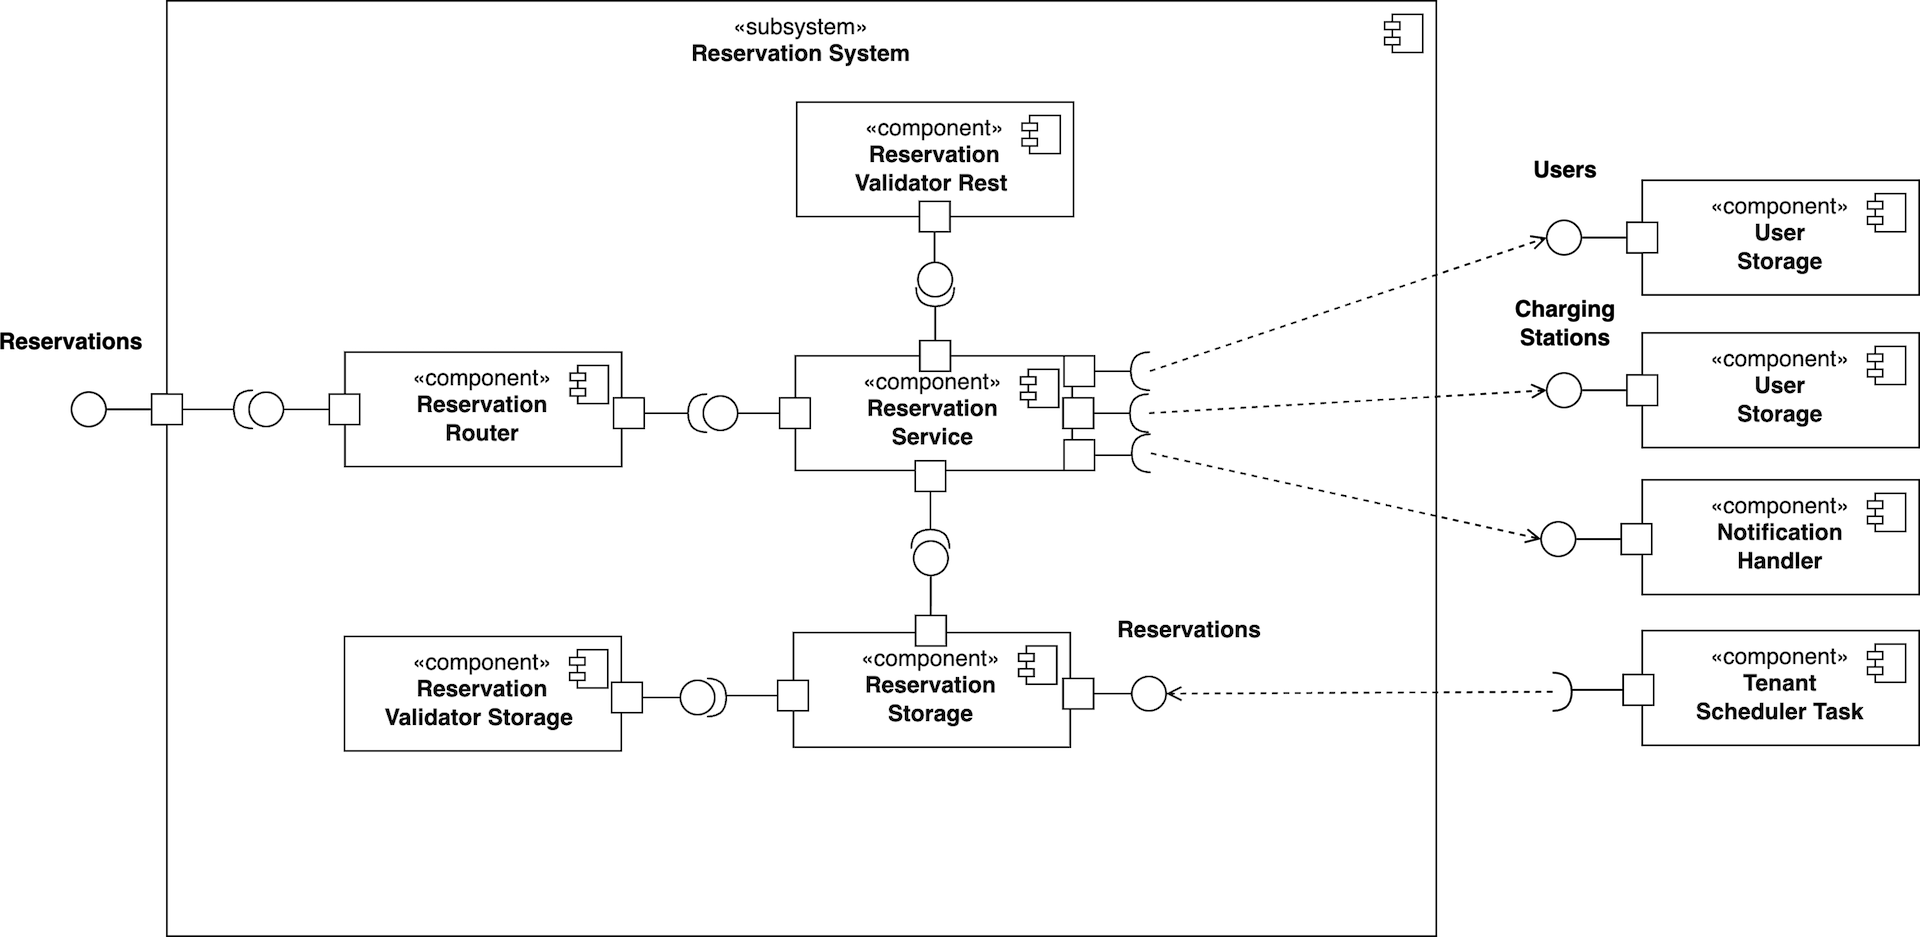 «subsystem»
Reservation System
«component»
Reservation
Validator Rest
Users
«component»
User
Storage
Charging
Stations
«component»
User
Storage
Reservations
«component»
Reservation
Router
«component»
Reservation
Service
«component»
Notification
Handler
Reservations
«component»
Reservation
Validator Storage
«component»
Reservation
Storage
«component»
Tenant
Scheduler Task